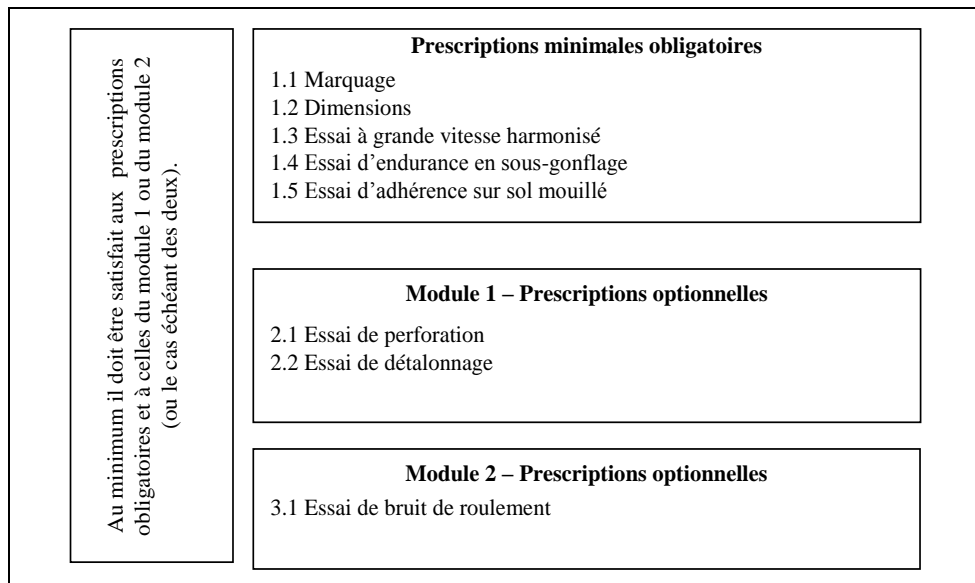 Au minimum il doit être satisfait aux prescriptions
obligatoires et à celles du module 1 ou du module 2
(ou le cas échéant des deux).
Prescriptions minimales obligatoires
1.1 Marquage
1.2 Dimensions
1.3 Essai à grande vitesse harmonisé
1.4 Essai d'endurance en sous-gonflage
1.5 Essai d'adhérence sur sol mouillé
Module 1 – Prescriptions optionnelles
2.1 Essai de perforation
2.2 Essai de détalonnage
Module 2 – Prescriptions optionnelles
3.1 Essai de bruit de roulement